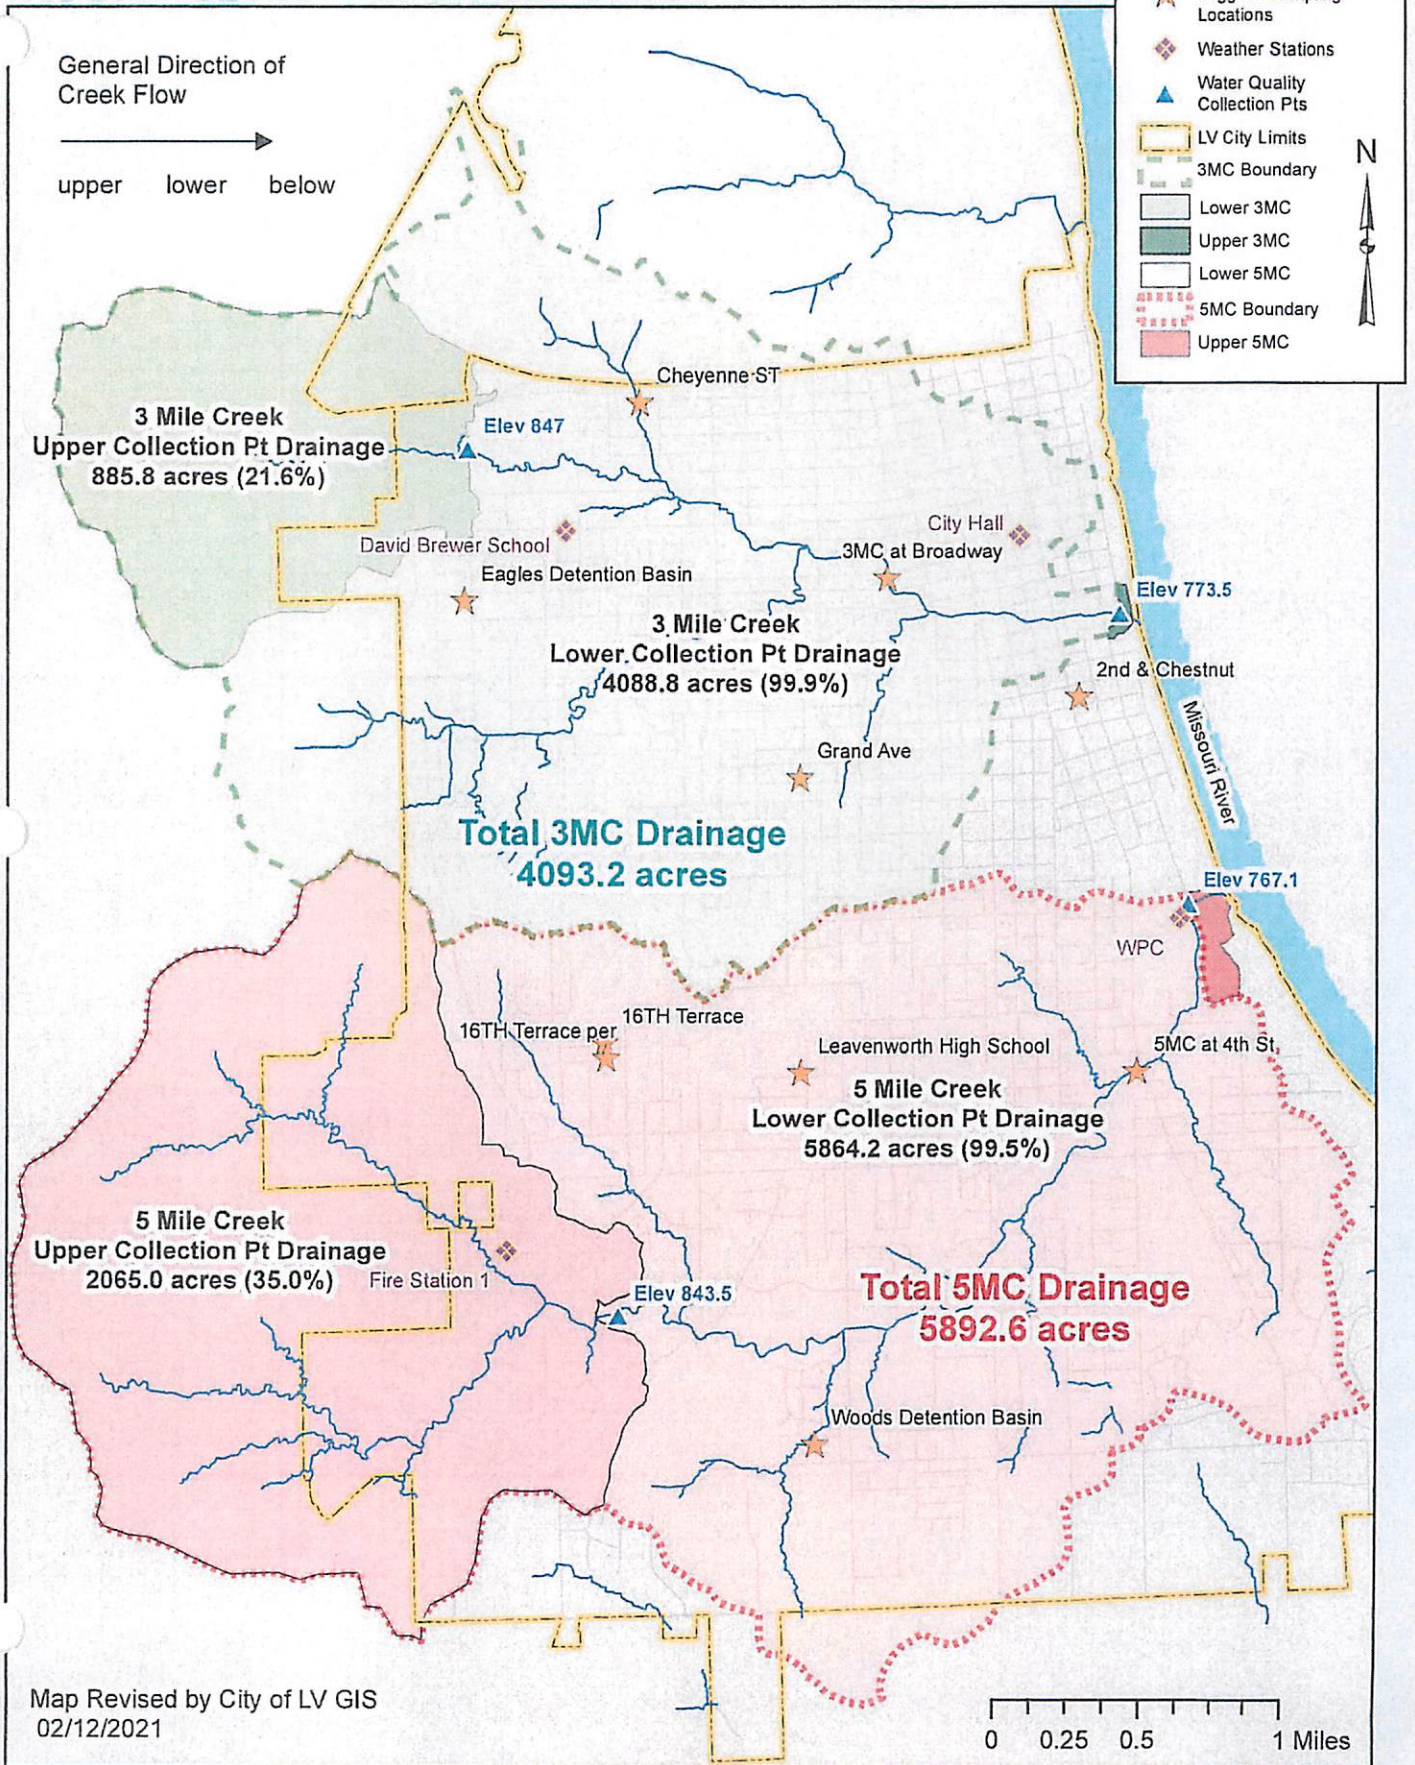 Locations
Weather Stations
Water Quality
Collection Pts
LV City Limits
3MC Boundary
Lower 3MC
Upper 3MC
Lower 5MC
5MC Boundary
Upper 5MC
N
General Direction of
Creek Flow
upper lower below
Cheyenne ST
3 Mile Creek
Upper Collection Pt Drainage
885.8 acres (21.6%)
Elev 847
David Brewer School
Eagles Detention Basin
City Hall
3MC at Broadway
Elev 773.5
3 Mile Creek
Lower Collection Pt Drainage
4088.8 acres (99.9%)
2nd & Chestnut
Missouri River
Grand Ave
Total 3MC Drainage
4093.2 acres
Elev 767.1
WPC
16TH Terrace per
16TH Terrace
Leavenworth High School
5MC at 4th St
5 Mile Creek
Lower Collection Pt Drainage
5864.2 acres (99.5%)
5 Mile Creek
Upper Collection Pt Drainage
2065.0 acres (35.0%)
Fire Station 1
Elev 843.5
Total 5MC Drainage
5892.6 acres
Woods Detention Basin
Map Revised by City of LV GIS
02/12/2021
0 0.25 0.5 1 Miles